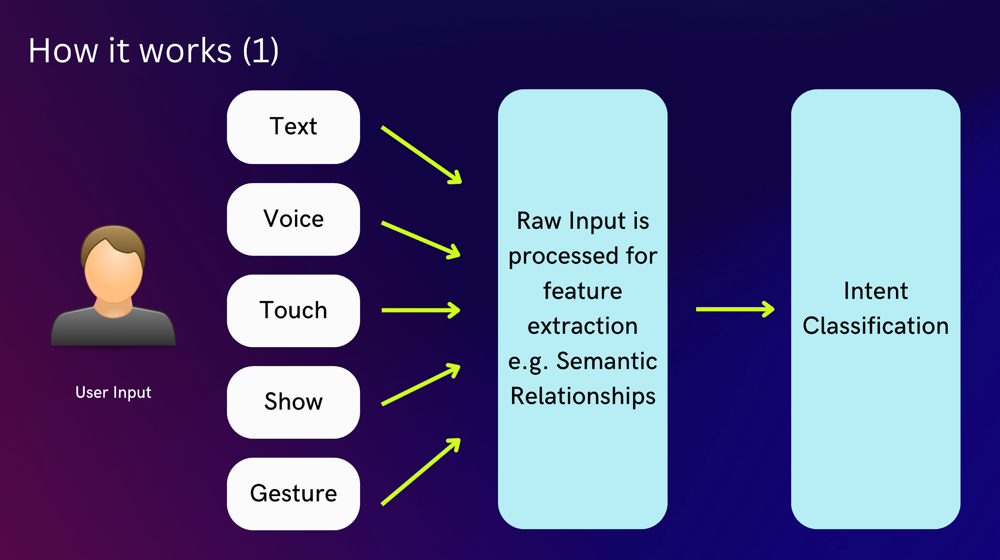 How it works (1)
User Input
Text
Voice
Touch
Show
Gesture
Raw Input is
processed for
feature
extraction
e.g. Semantic
Relationships
Intent
Classification